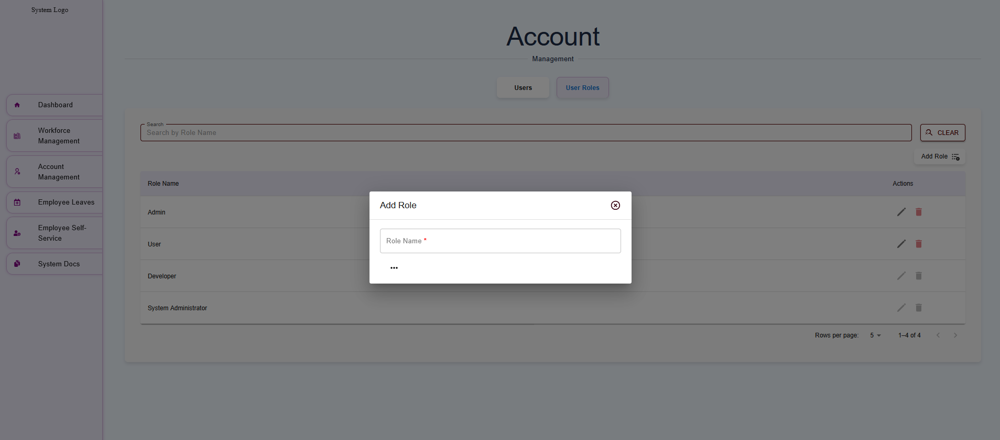 System Logo
Account
Management
Users
User Roles
Dashboard
Workforce
Management
Account
Management
Employee Leaves
Employee Self-
Service
System Docs
Search
Search by Role Name
CLEAR
Add Role
Role Name
Actions
Admin
User
Developer
System Administrator
Rows per page:
5
1–4 of 4
Add Role
Role Name *